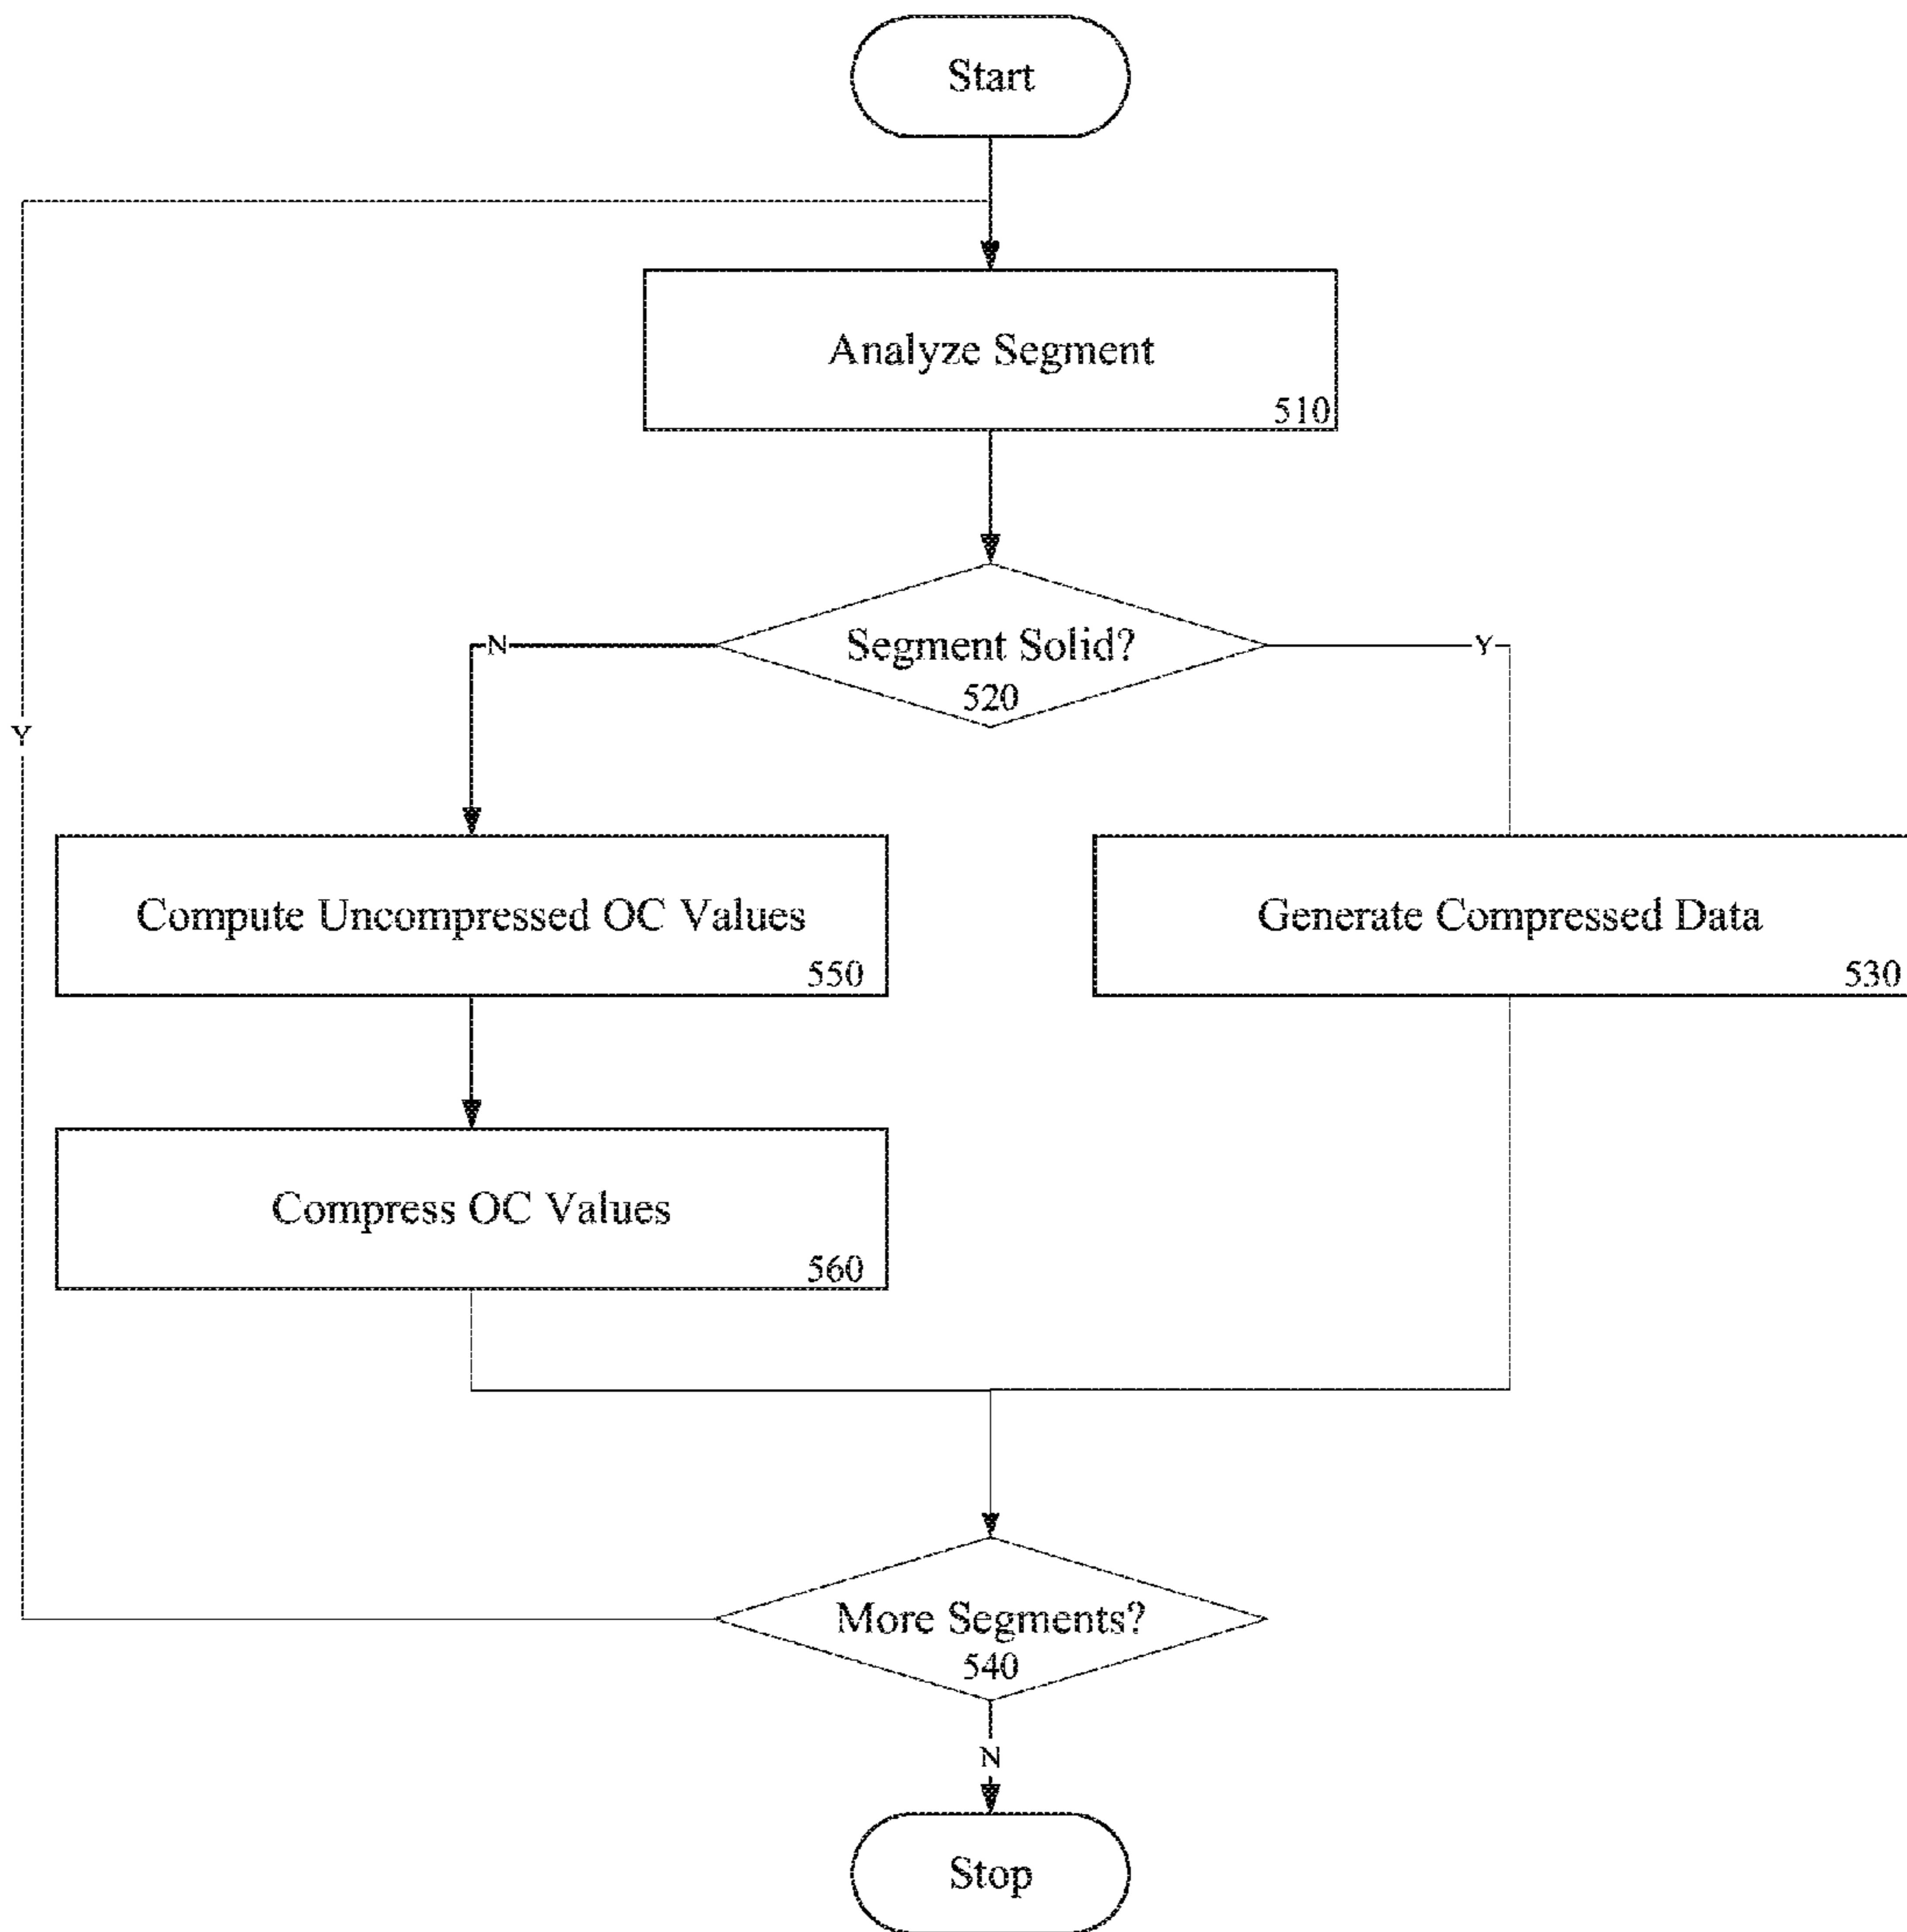 Start
Analyze Segment
510
Segment Solid?
520
N
Y
Y
Compute Uncompressed OC Values
550
Generate Compressed Data
530
Compress OC Values
560
More Segments?
540
N
Stop